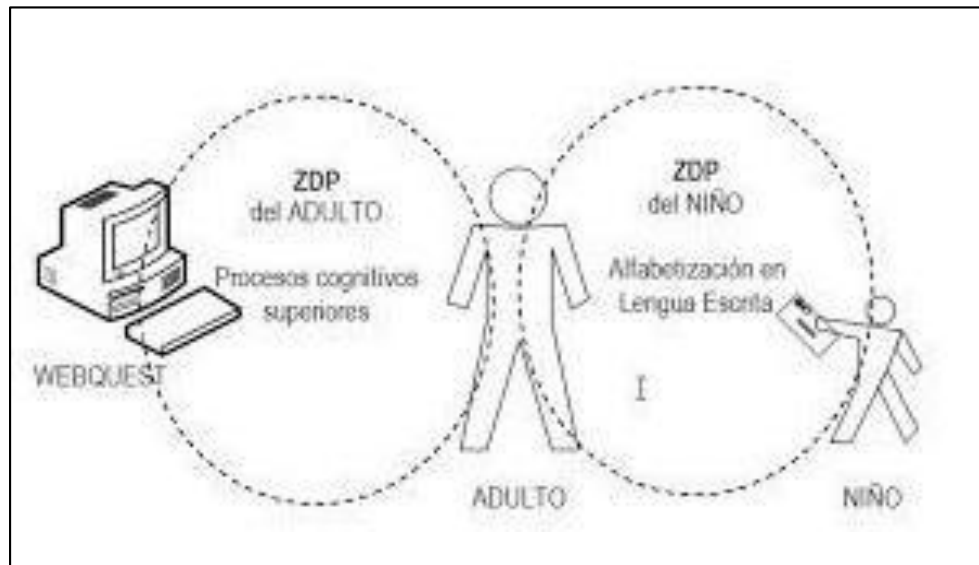 ZDP
del ADULTO
Procesos cognitivos
superiores
WEBQUEST
ZDP
del NIÑO
Alfabetización en
Lengua Escrita
ADULTO
NIÑO